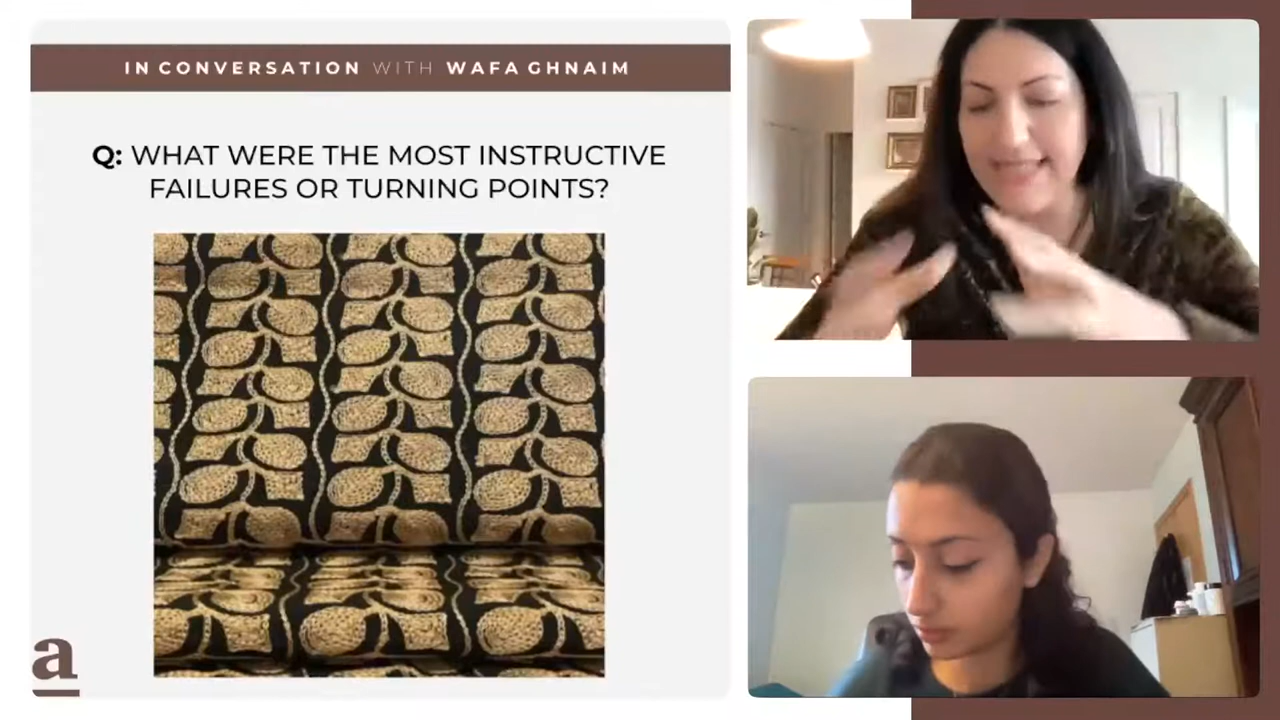 IN CONVERSATION WITH WAFA GHNAIM
Q: WHAT WERE THE MOST INSTRUCTIVE
FAILURES OR TURNING POINTS?
a